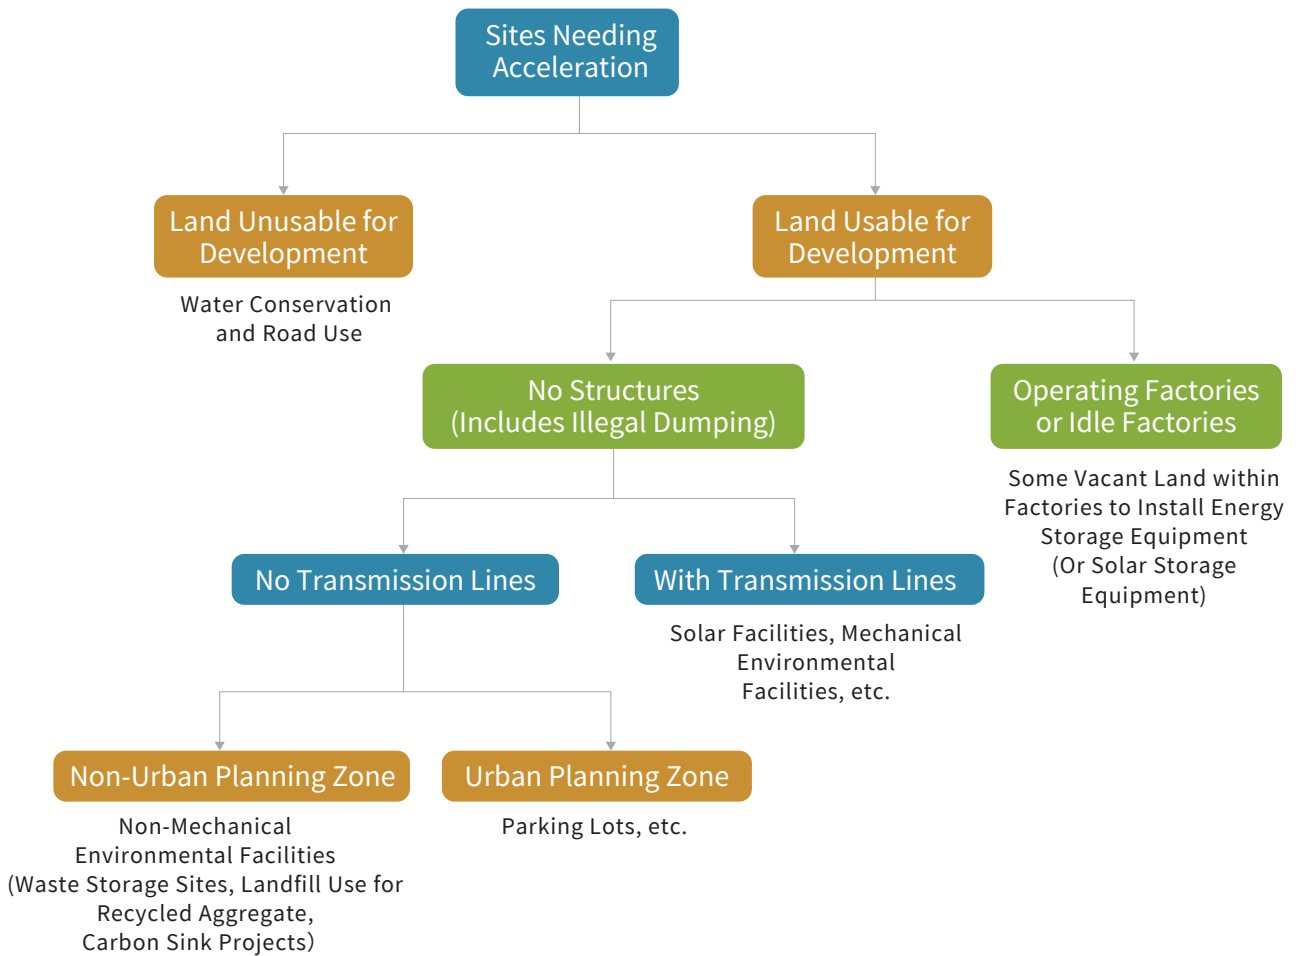 Sites Needing
Acceleration
Land Unusable for
Development
Water Conservation
and Road Use
Land Usable for
Development
No Structures
(Includes Illegal Dumping)
Operating Factories
or Idle Factories
Some Vacant Land within
Factories to Install Energy
Storage Equipment
(Or Solar Storage
Equipment)
No Transmission Lines
With Transmission Lines
Solar Facilities, Mechanical
Environmental
Facilities, etc.
Non-Urban Planning Zone
Non-Mechanical
Environmental Facilities
(Waste Storage Sites, Landfill Use for
Recycled Aggregate,
Carbon Sink Projects）
Urban Planning Zone
Parking Lots, etc.